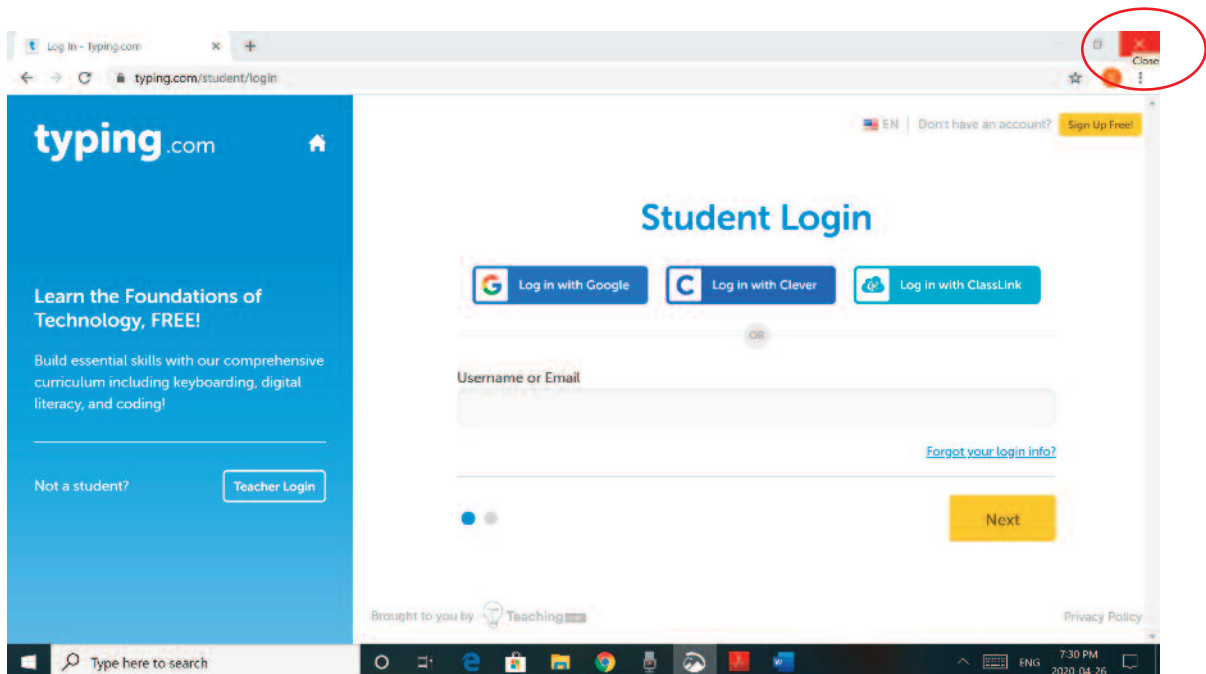 Log In - Typing.com
Close
typing.com/student/login
typing.com
EN | Don't have an account? Sign Up Free!
Student Login
Log in with Google
Log in with Clever
Log in with ClassLink
OR
Learn the Foundations of
Technology, FREE!
Build essential skills with our comprehensive
curriculum including keyboarding, digital
literacy, and coding!
Username or Email
Forgot your login info?
Not a student?
Teacher Login
Next
Brought to you by Teaching
Privacy Policy
Type here to search
ENG
7:30 PM
2020-04-26